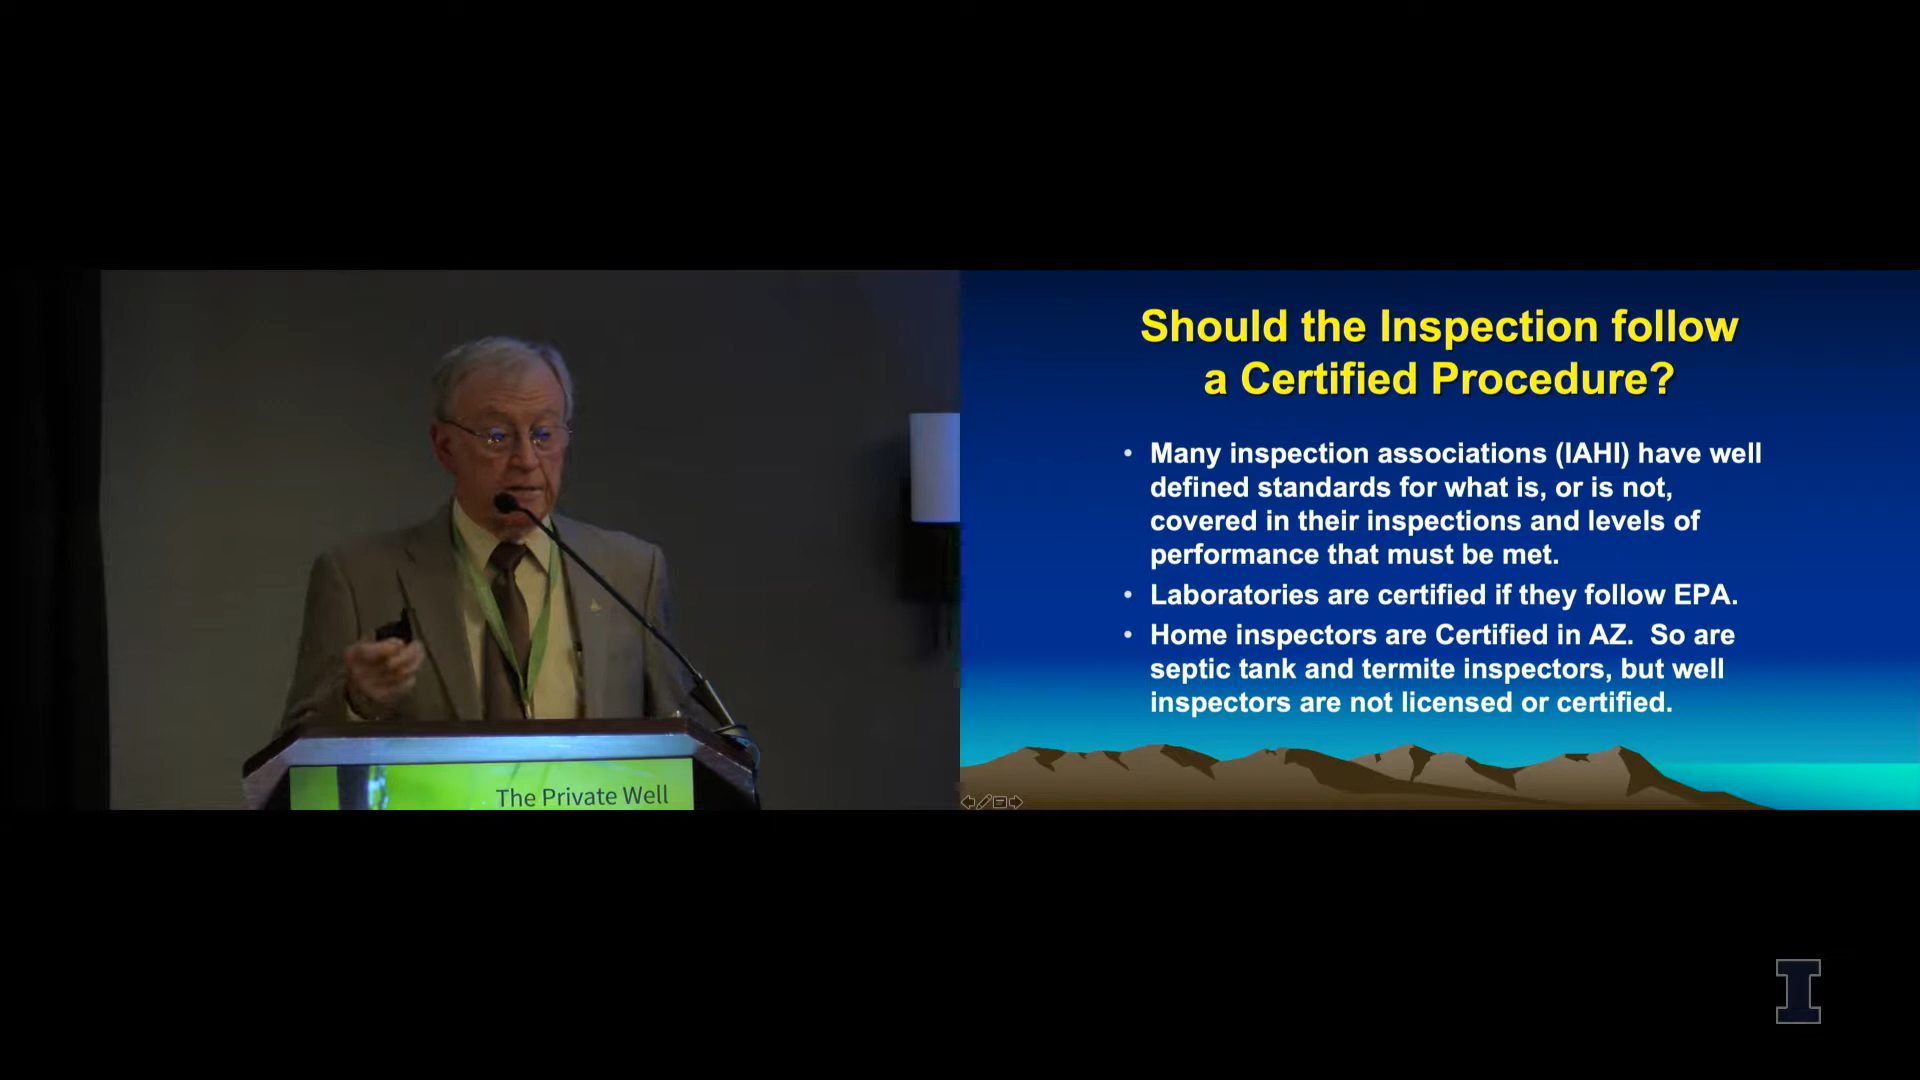 Should the Inspection follow
a Certified Procedure?
• Many inspection associations (IAHI) have well
defined standards for what is, or is not,
covered in their inspections and levels of
performance that must be met.
• Laboratories are certified if they follow EPA.
• Home inspectors are Certified in AZ.  So are
septic tank and termite inspectors, but well
inspectors are not licensed or certified.
The Private Well
I